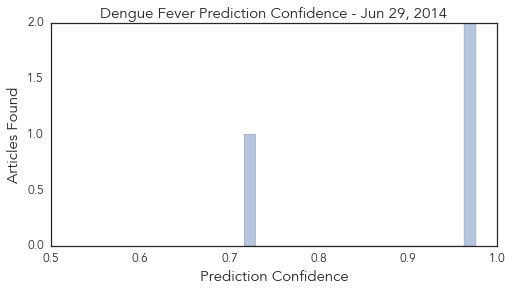 Dengue Fever Prediction Confidence - Jun 29, 2014
2.0
1.5
1.0
0.5
0.0
Articles Found
0.5 0.6 0.7 0.8 0.9 1.0
Prediction Confidence